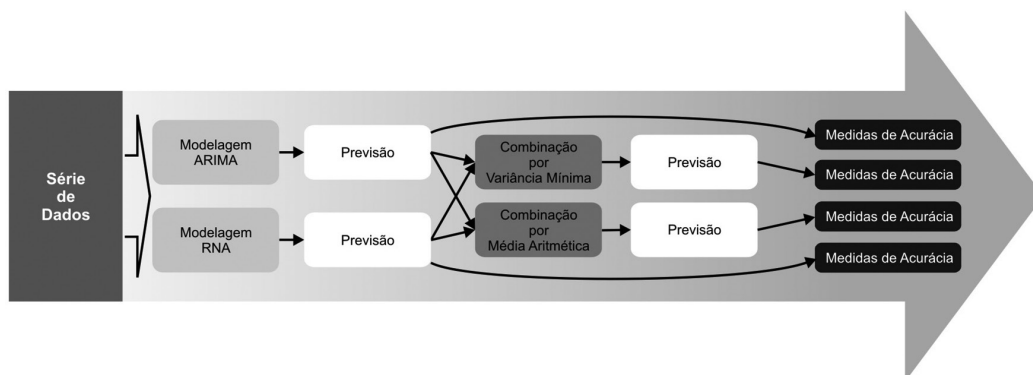 Série
de
Dados
Modelagem
ARIMA
Previsão
Combinação
por
Variância Mínima
Previsão
Modelagem
RNA
Previsão
Combinação
por
Média Aritmética
Previsão
Medidas de Acurácia
Medidas de Acurácia
Medidas de Acurácia
Medidas de Acurácia